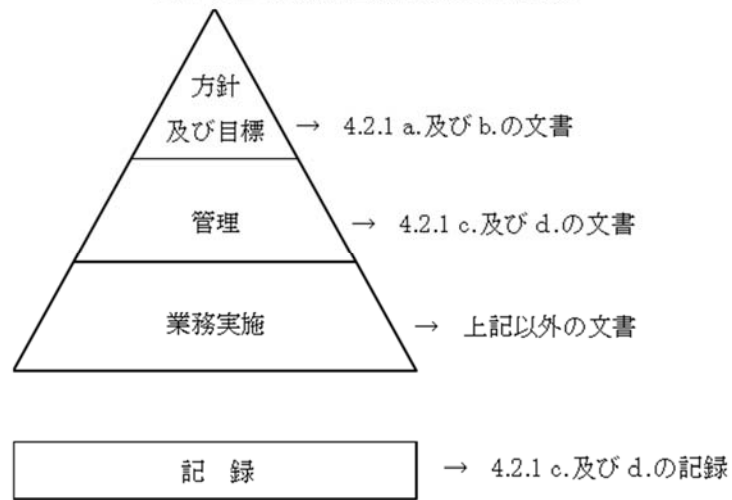 方針
及び目標 → 4.2.1 a.及び b.の文書
管理 → 4.2.1 c.及び d.の文書
業務実施 → 上記以外の文書
記 録 → 4.2.1 c.及び d.の記録